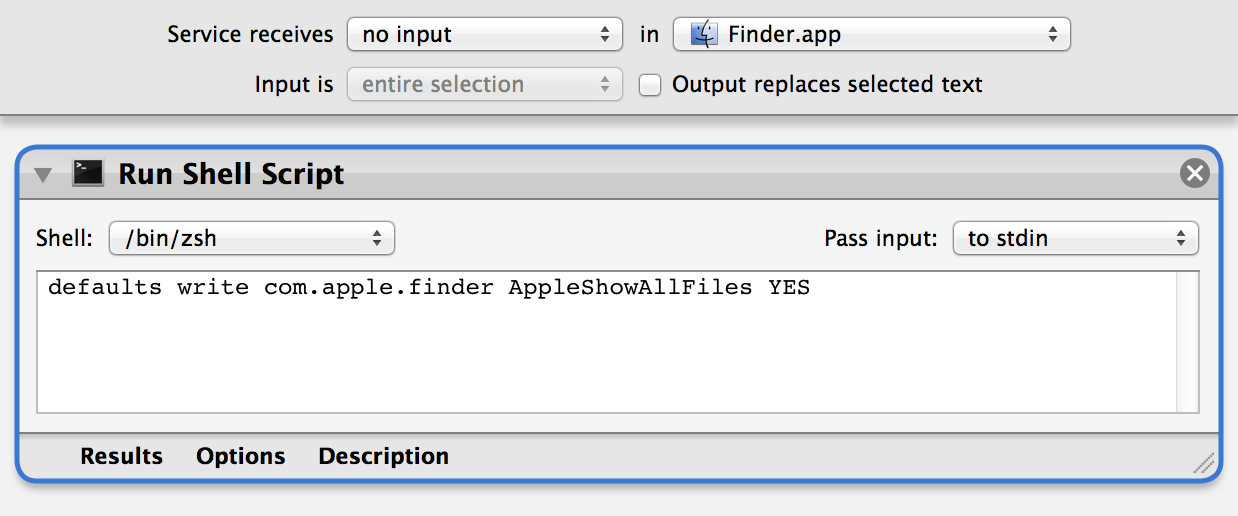 Service receives no input in Finder.app
Input is entire selection Output replaces selected text
Run Shell Script
Shell: /bin/zsh Pass input: to stdin
defaults write com.apple.finder AppleShowAllFiles YES
Results Options Description